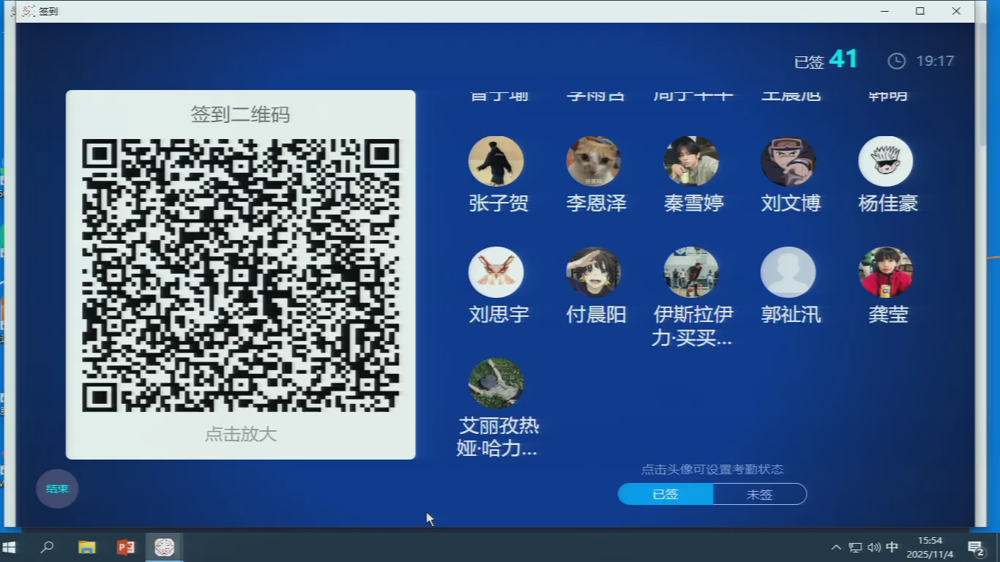 签到
已签 41
19:17
签到二维码
点击放大
张子贺 李恩泽 秦雪婷 刘文博 杨佳豪
刘思宇 付晨阳 伊斯拉伊 郭祉汛 龚莹
力·买买...
艾丽孜热
娅·哈力...
点击头像可设置考勤状态
已签 未签
结束
中
15:54
2025/11/4
2